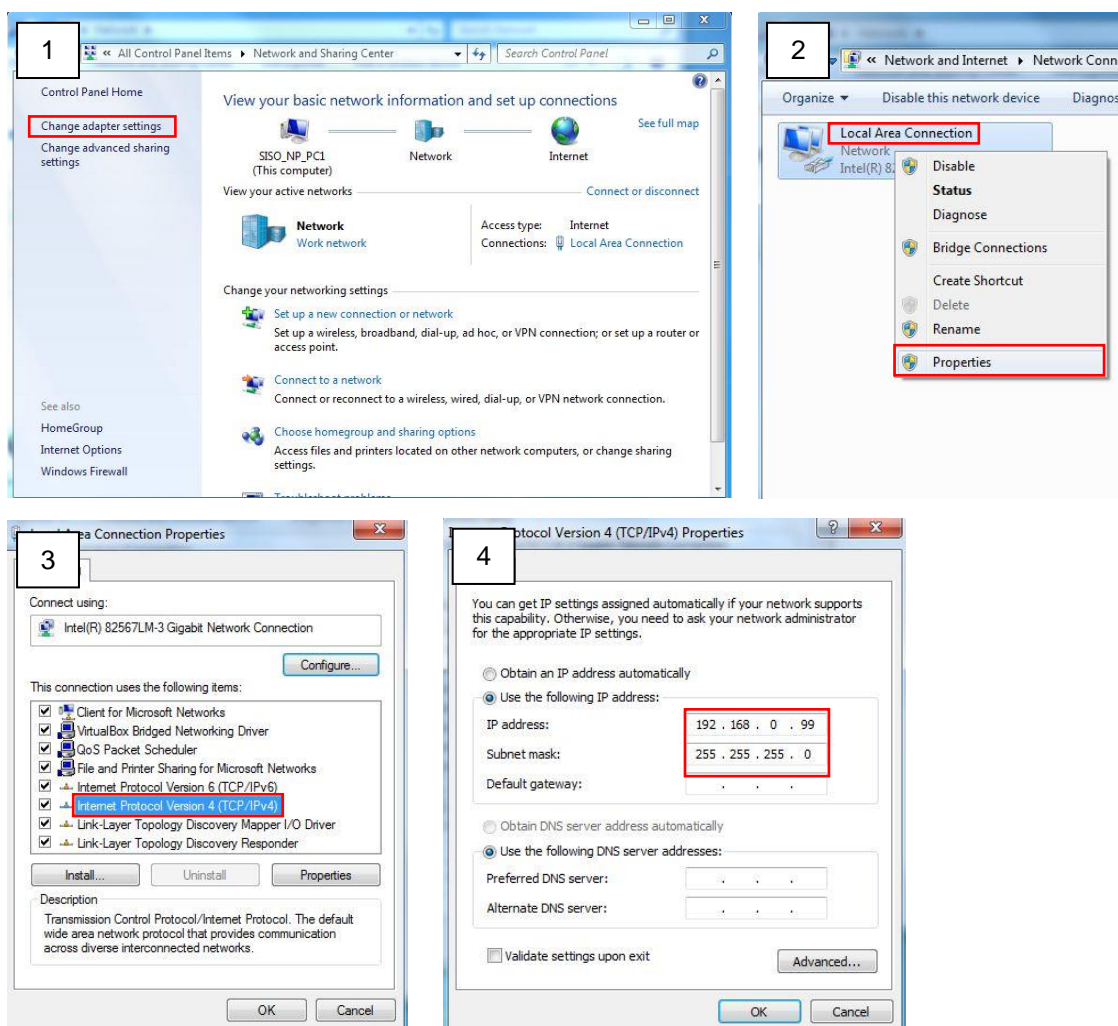 1
« All Control Panel Items ▸ Network and Sharing Center
Search Control Panel
Control Panel Home
Change adapter settings
Change advanced sharing
settings
See also
HomeGroup
Internet Options
Windows Firewall
View your basic network information and set up connections
See full map
SISO_NP_PC1
(This computer)
Network
Internet
View your active networks
Connect or disconnect
Network
Work network
Access type: Internet
Connections: Local Area Connection
Change your networking settings
Set up a new connection or network
Set up a wireless, broadband, dial-up, ad hoc, or VPN connection; or set up a router or
access point.
Connect to a network
Connect or reconnect to a wireless, wired, dial-up, or VPN network connection.
Choose homegroup and sharing options
Access files and printers located on other network computers, or change sharing
settings.
Troubleshoot problems
2
« Network and Internet ▸ Network Conn
Organize Disable this network device Diagnos
Local Area Connection
Network
Intel(R) 82
Disable
Status
Diagnose
Bridge Connections
Create Shortcut
Delete
Rename
Properties
3
ea Connection Properties
Connect using:
Intel(R) 82567LM-3 Gigabit Network Connection
Configure...
This connection uses the following items:
Client for Microsoft Networks
VirtualBox Bridged Networking Driver
QoS Packet Scheduler
File and Printer Sharing for Microsoft Networks
Internet Protocol Version 6 (TCP/IPv6)
Internet Protocol Version 4 (TCP/IPv4)
Link-Layer Topology Discovery Mapper I/O Driver
Link-Layer Topology Discovery Responder
Install... Uninstall Properties
Description
Transmission Control Protocol/Internet Protocol. The default
wide area network protocol that provides communication
across diverse interconnected networks.
OK Cancel
4
otocol Version 4 (TCP/IPv4) Properties
You can get IP settings assigned automatically if your network supports
this capability. Otherwise, you need to ask your network administrator
for the appropriate IP settings.
Obtain an IP address automatically
Use the following IP address:
IP address: 192 . 168 . 0 . 99
Subnet mask: 255 . 255 . 255 . 0
Default gateway: . . .
Obtain DNS server address automatically
Use the following DNS server addresses:
Preferred DNS server: . . .
Alternate DNS server: . . .
Validate settings upon exit
Advanced...
OK Cancel